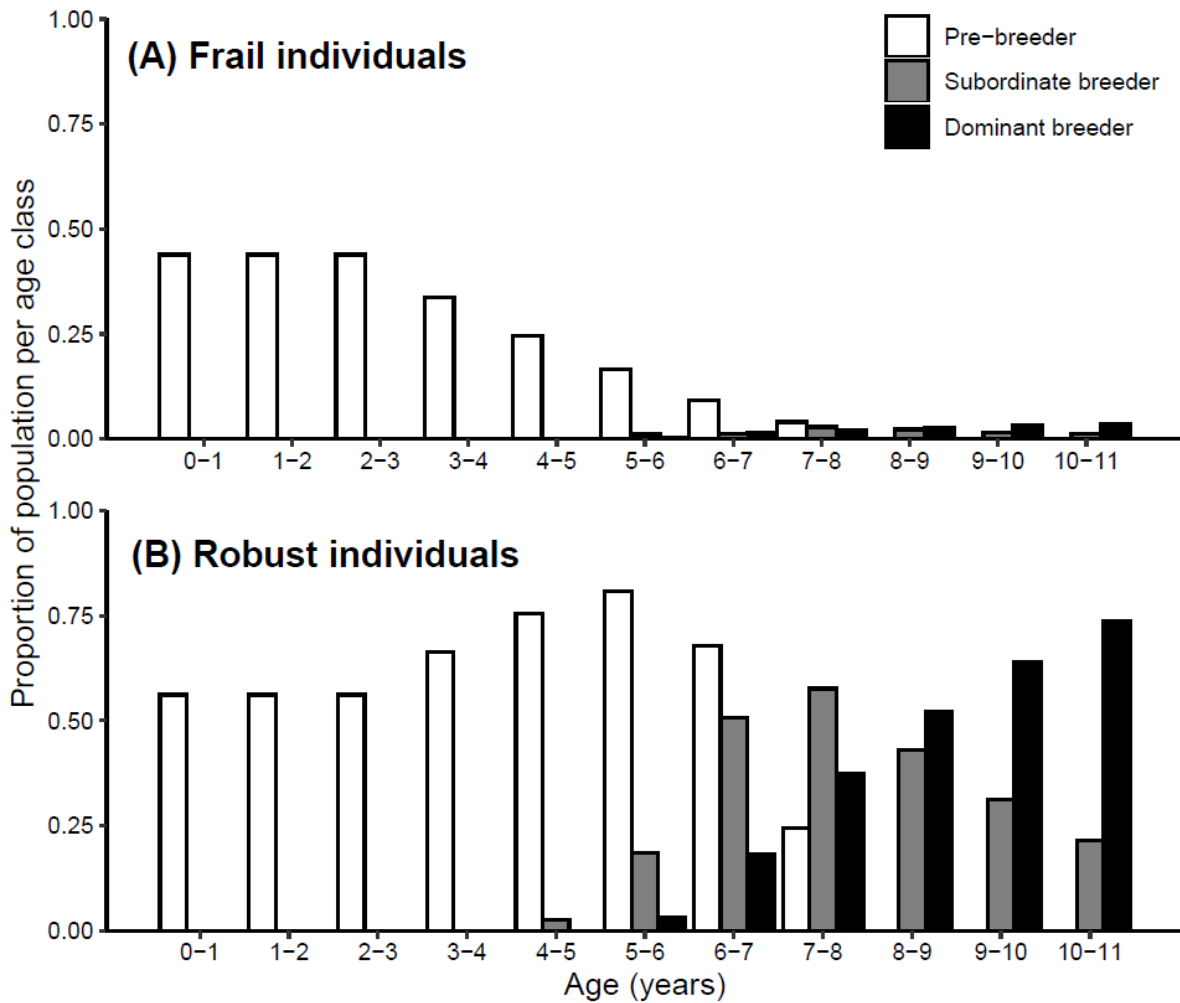 Proportion of population per age class
1.00
0.75
0.50
0.25
0.00
(A) Frail individuals
Pre−breeder
Subordinate breeder
Dominant breeder
0−1 1−2 2−3 3−4 4−5 5−6 6−7 7−8 8−9 9−10 10−11
1.00
0.75
0.50
0.25
0.00
(B) Robust individuals
0−1 1−2 2−3 3−4 4−5 5−6 6−7 7−8 8−9 9−10 10−11
Age (years)